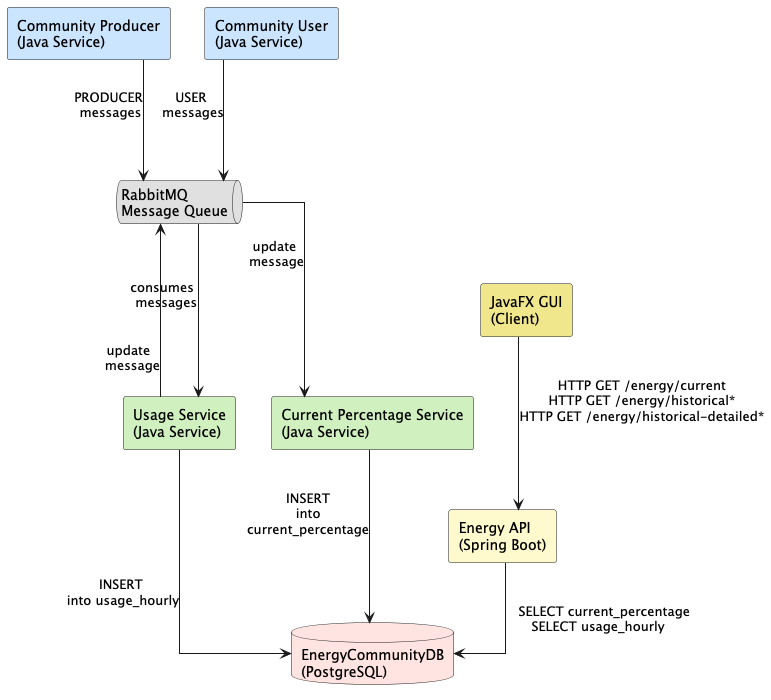 Community Producer
(Java Service)
Community User
(Java Service)
PRODUCER
messages
USER
messages
RabbitMQ
Message Queue
update
message
consumes
messages
JavaFX GUI
(Client)
update
message
HTTP GET /energy/current
HTTP GET /energy/historical*
HTTP GET /energy/historical-detailed*
Usage Service
(Java Service)
Current Percentage Service
(Java Service)
INSERT
into
current_percentage
Energy API
(Spring Boot)
INSERT
into usage_hourly
SELECT current_percentage
SELECT usage_hourly
EnergyCommunityDB
(PostgreSQL)